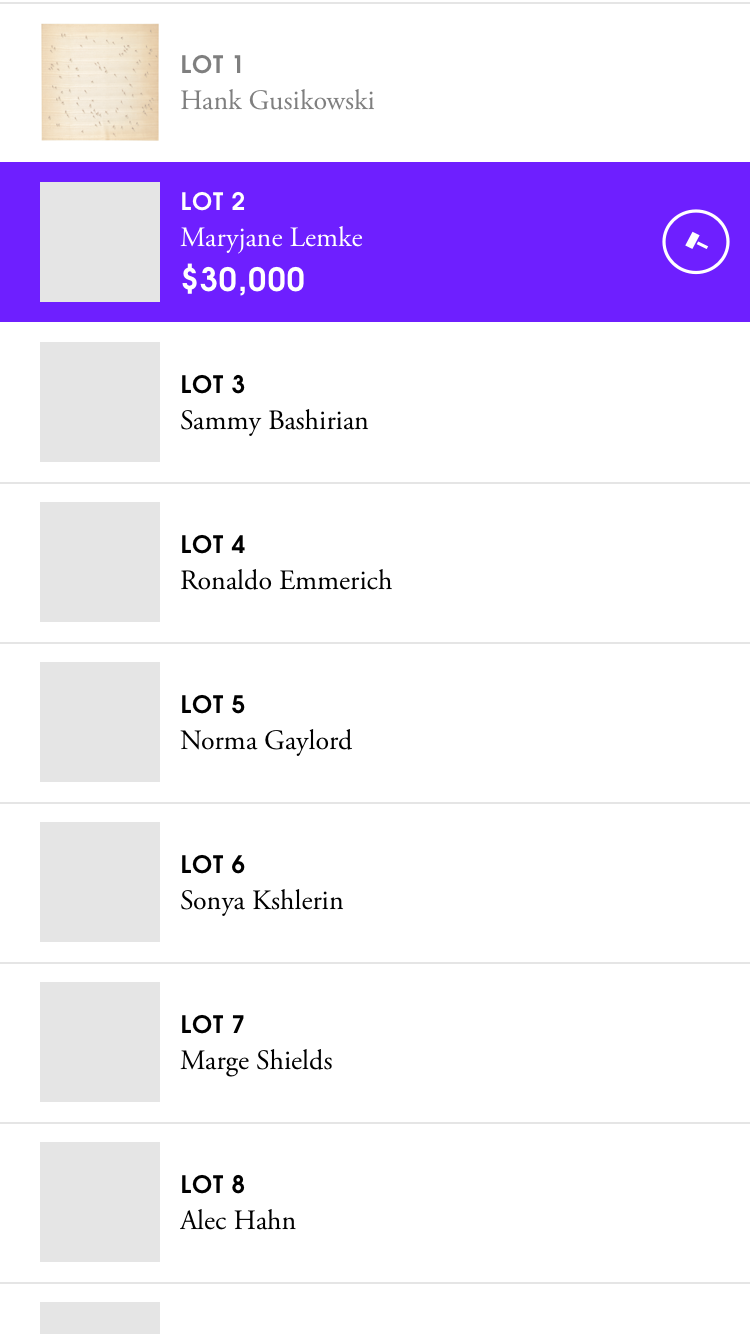 LOT 1
Hank Gusikowski
LOT 2
Maryjane Lemke
$30,000
LOT 3
Sammy Bashirian
LOT 4
Ronaldo Emmerich
LOT 5
Norma Gaylord
LOT 6
Sonya Kshlerin
LOT 7
Marge Shields
LOT 8
Alec Hahn